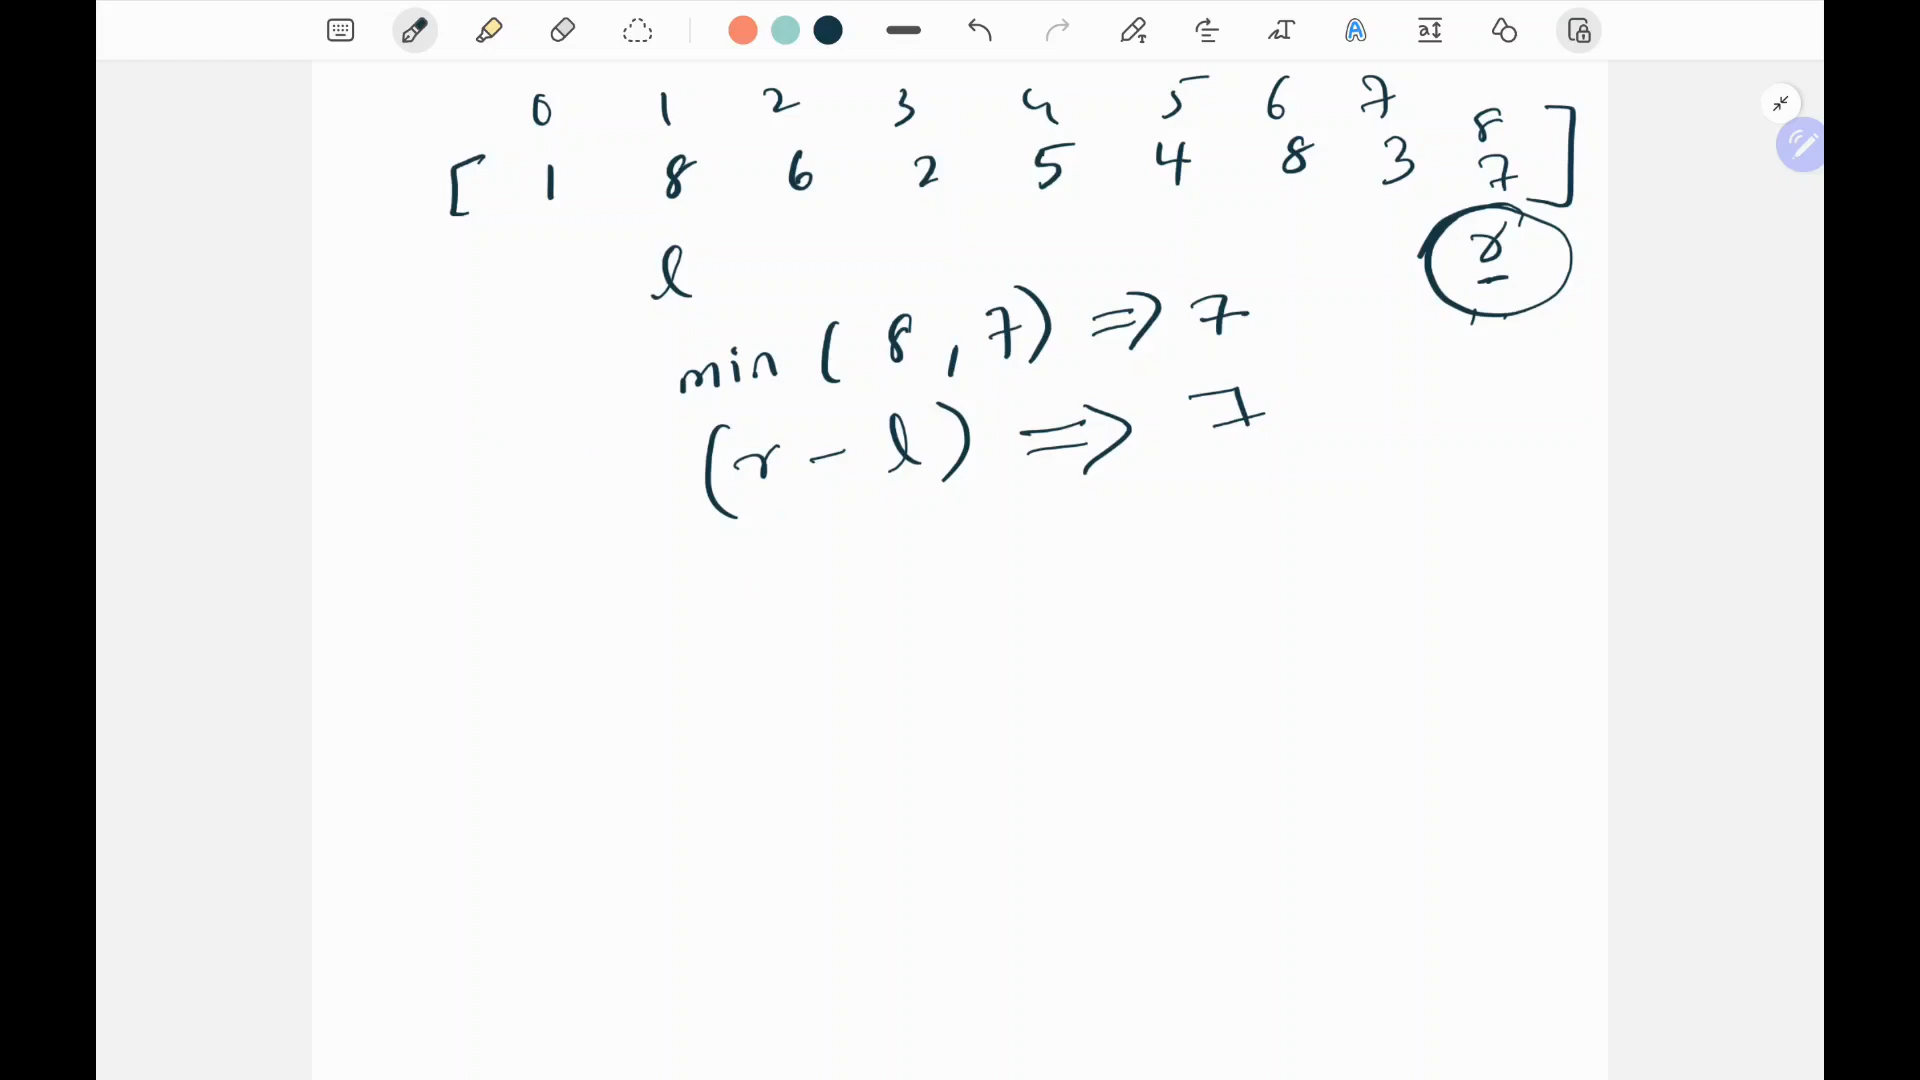 0 1 2 3 4 5 6 7 8
[ 1 8 6 2 5 4 8 3 7 ]
l r
min ( 8 , 7 ) => 7
(r - l) => 7